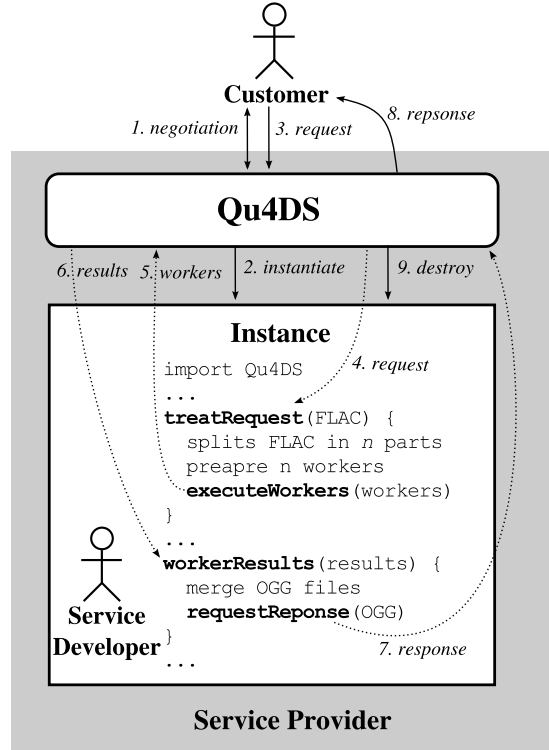 Customer
1. negotiation
3. request
8. repsonse
Qu4DS
6. results
5. workers
2. instantiate
9. destroy
Instance
4. request
import Qu4DS
...
treatRequest(FLAC) {
splits FLAC in n parts
preapre n workers
executeWorkers(workers)
}
...
workerResults(results) {
merge OGG files
requestReponse(OGG)
}
...
Service
Developer
7. response
Service Provider